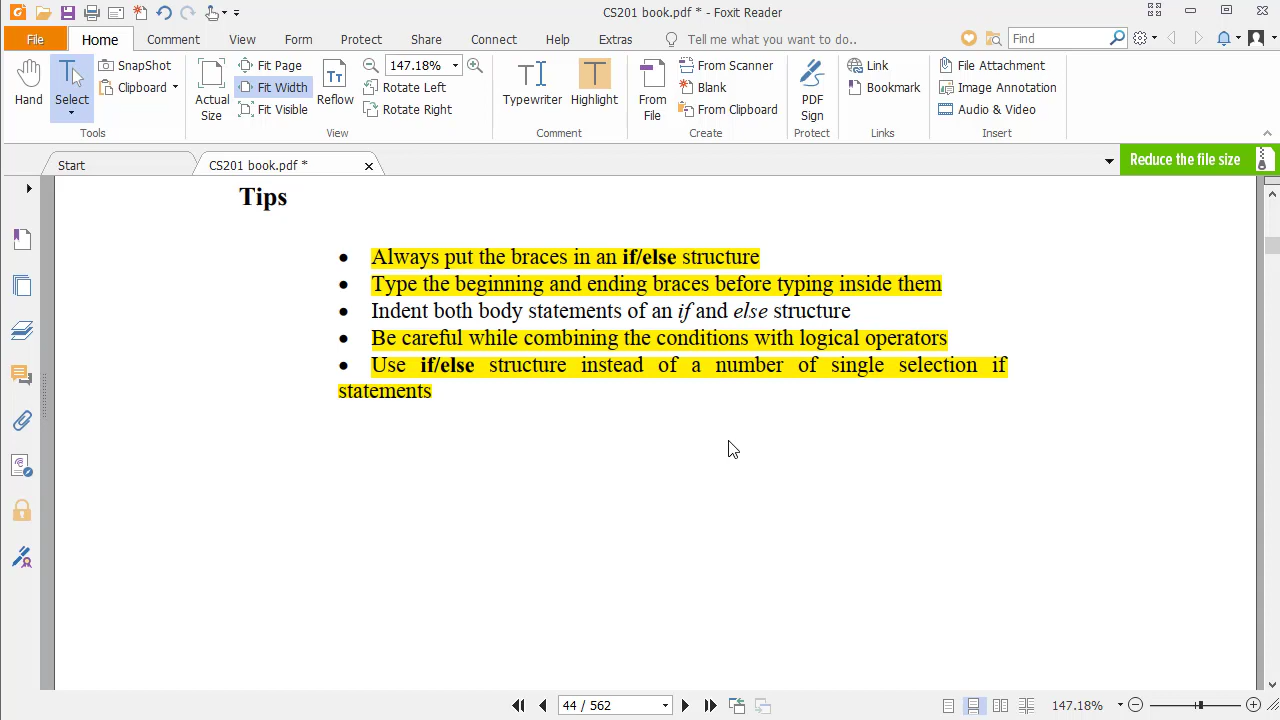 CS201 book.pdf * - Foxit Reader
File Home Comment View Form Protect Share Connect Help Extras Tell me what you want to do.. Find
Hand
Select
SnapShot
Clipboard
Tools
Actual Size
Fit Page
Fit Width
Fit Visible
Reflow
147.18%
Rotate Left
Rotate Right
View
Typewriter
Highlight
Comment
From File
From Scanner
Blank
From Clipboard
Create
PDF Sign
Protect
Link
Bookmark
Links
File Attachment
Image Annotation
Audio & Video
Insert
Start
CS201 book.pdf *
Reduce the file size
Tips
• Always put the braces in an if/else structure
• Type the beginning and ending braces before typing inside them
• Indent both body statements of an if and else structure
• Be careful while combining the conditions with logical operators
• Use if/else structure instead of a number of single selection if
statements
44 / 562
147.18%